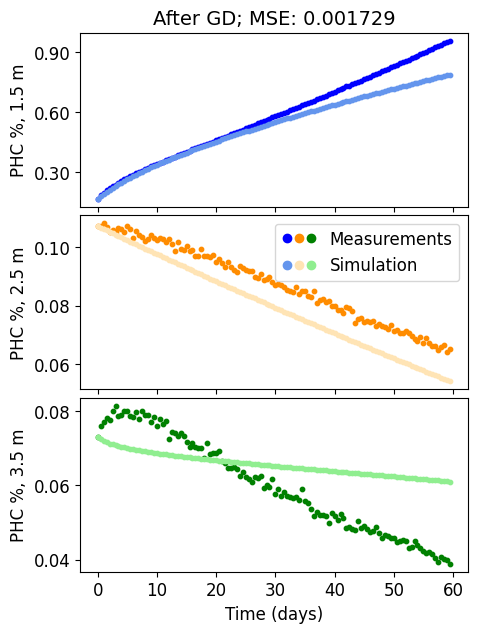 After GD; MSE: 0.001729
PHC %, 1.5 m
0.90
0.60
0.30
PHC %, 2.5 m
0.10
0.08
0.06
Measurements
Simulation
PHC %, 3.5 m
0.08
0.06
0.04
0 10 20 30 40 50 60
Time (days)